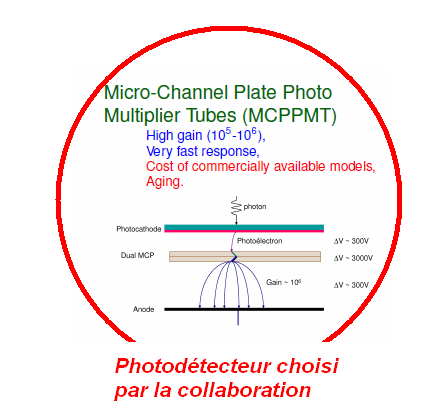 Micro-Channel Plate Photo
Multiplier Tubes (MCPPMT)
High gain (10⁵-10⁶),
Very fast response,
Cost of commercially available models,
Aging.
photon
Photocathode
Photoélectron
ΔV ~ 300V
Dual MCP
ΔV ~ 3000V
Gain ~ 10⁶
ΔV ~ 300V
Anode
Photodétecteur choisi
par la collaboration